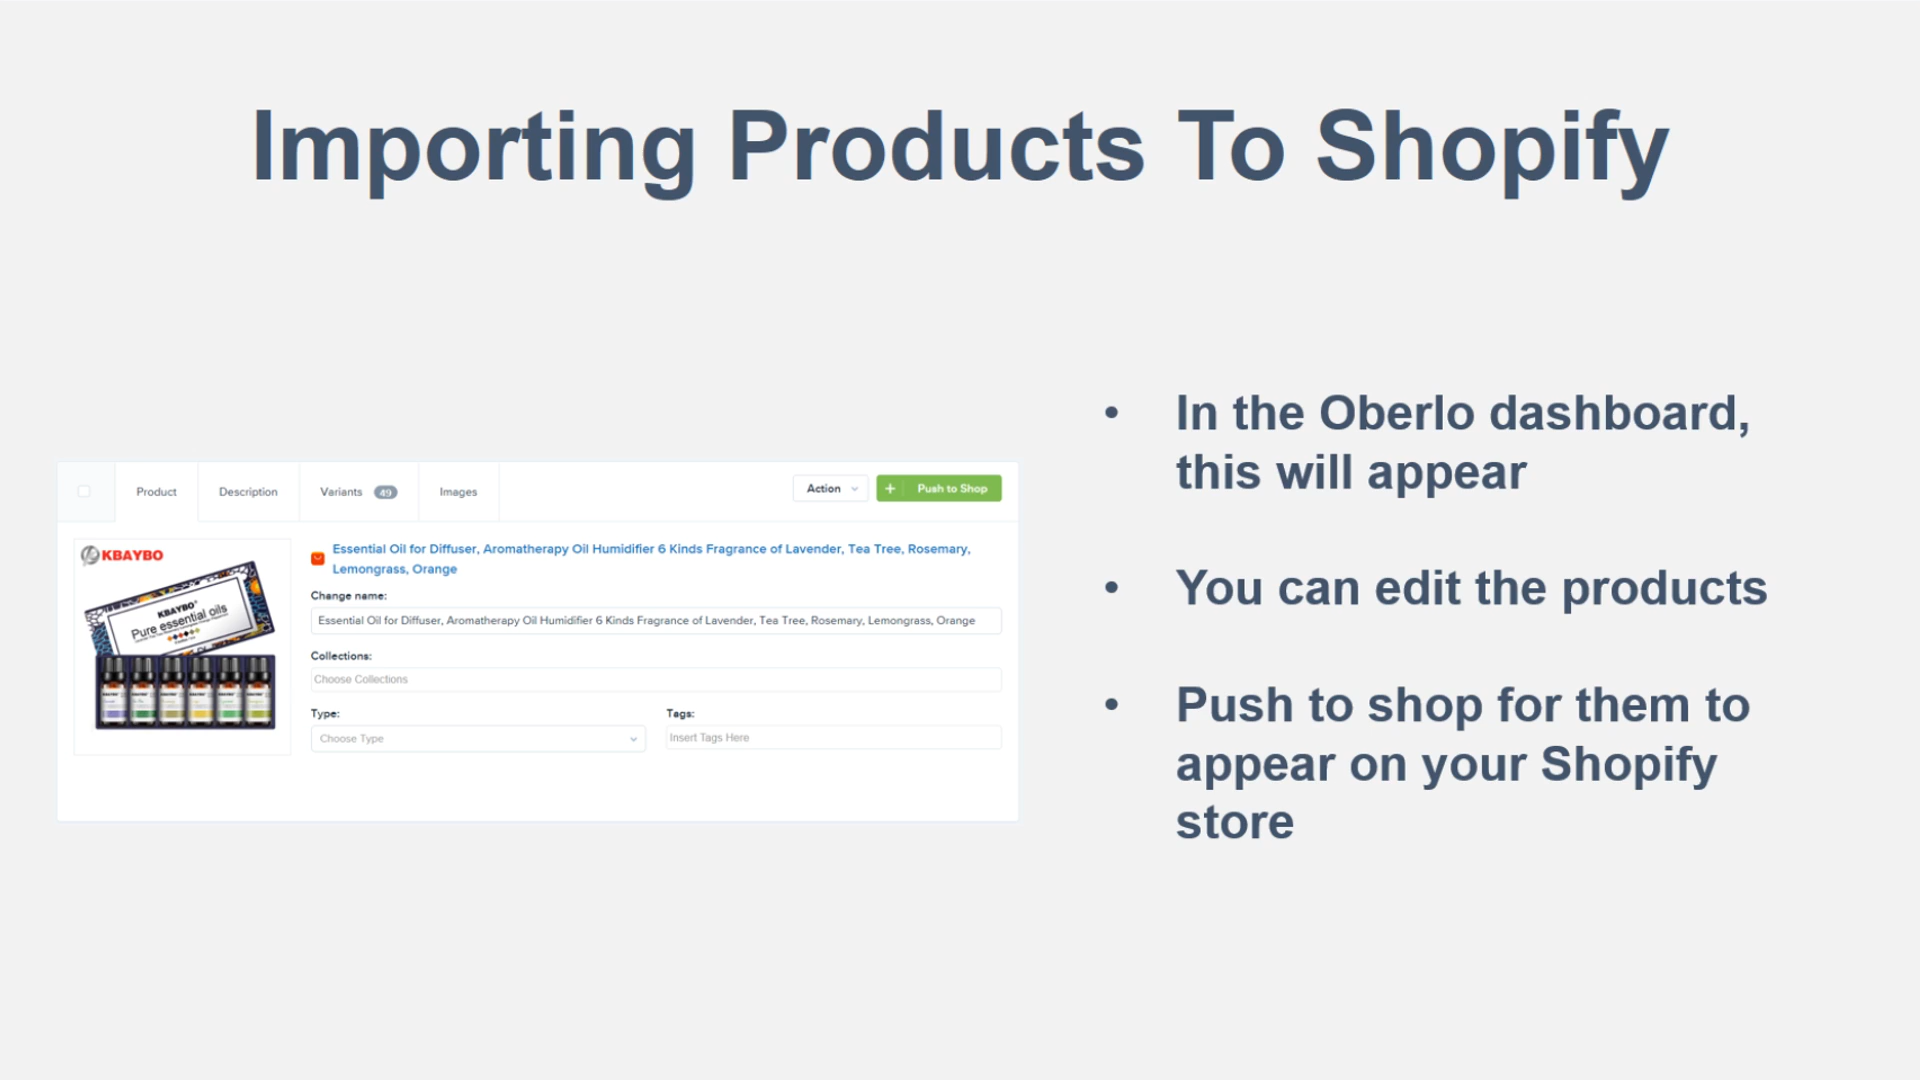 Importing Products To Shopify
Product
Description
Variants 49
Images
Action
+ Push to Shop
KBAYBO
KBAYBO
Pure essential oils
Essential Oil for Diffuser, Aromatherapy Oil Humidifier 6 Kinds Fragrance of Lavender, Tea Tree, Rosemary,
Lemongrass, Orange
Change name:
Essential Oil for Diffuser, Aromatherapy Oil Humidifier 6 Kinds Fragrance of Lavender, Tea Tree, Rosemary, Lemongrass, Orange
Collections:
Choose Collections
Type:
Choose Type
Tags:
Insert Tags Here
• In the Oberlo dashboard,
this will appear
• You can edit the products
• Push to shop for them to
appear on your Shopify
store